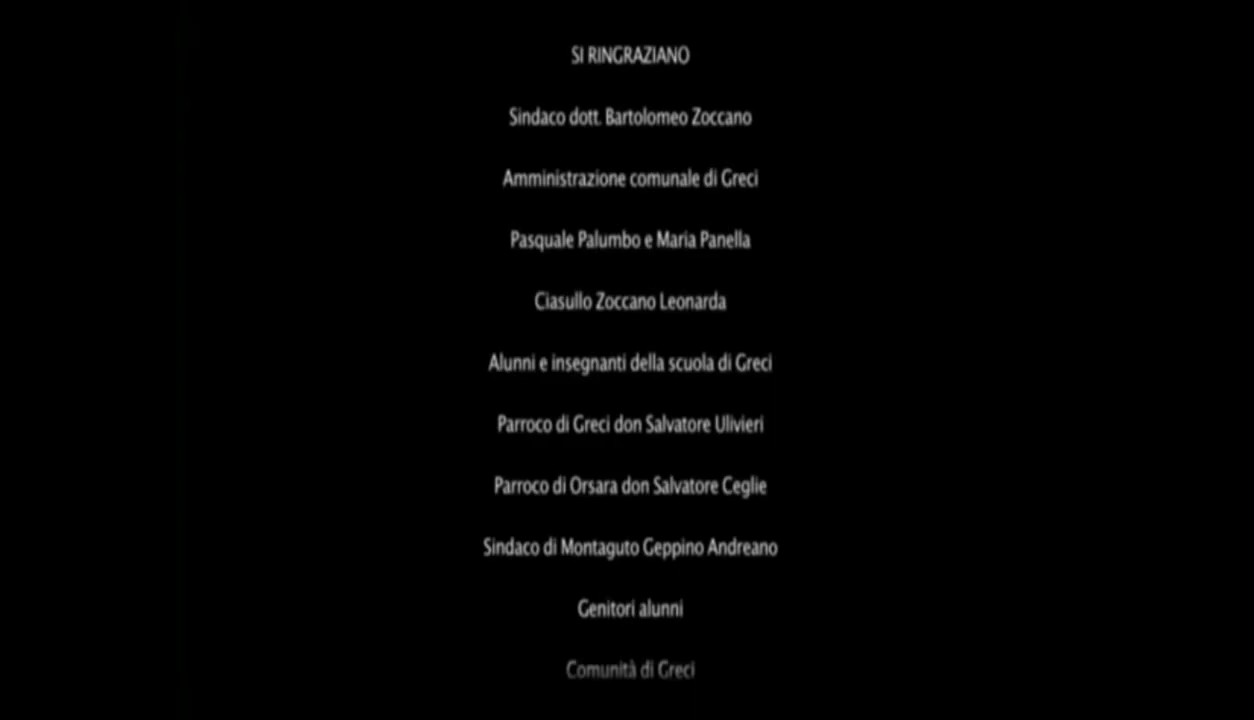 SI RINGRAZIANO
Sindaco dott. Bartolomeo Zoccano
Amministrazione comunale di Greci
Pasquale Palumbo e Maria Panella
Ciasullo Zoccano Leonarda
Alunni e insegnanti della scuola di Greci
Parroco di Greci don Salvatore Ulivieri
Parroco di Orsara don Salvatore Ceglie
Sindaco di Montaguto Geppino Andreano
Genitori alunni
Comunità di Greci